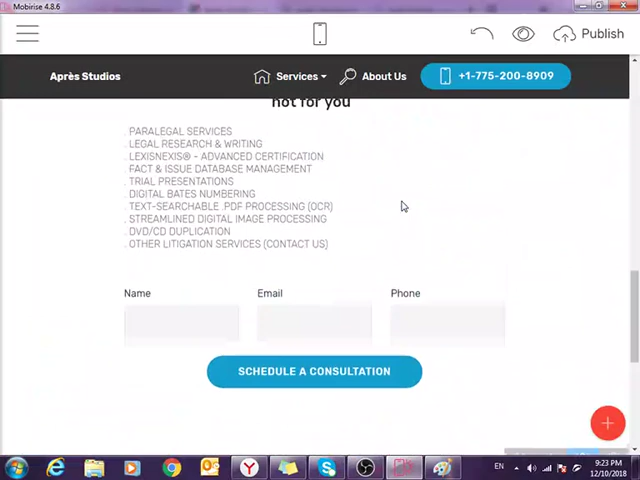 Mobirise 4.8.6
Publish
Après Studios
Services
About Us
+1-775-200-8909
not for you
. PARALEGAL SERVICES
. LEGAL RESEARCH & WRITING
. LEXISNEXIS® - ADVANCED CERTIFICATION
. FACT & ISSUE DATABASE MANAGEMENT
. TRIAL PRESENTATIONS
. DIGITAL BATES NUMBERING
. TEXT-SEARCHABLE .PDF PROCESSING (OCR)
. STREAMLINED DIGITAL IMAGE PROCESSING
. DVD/CD DUPLICATION
. OTHER LITIGATION SERVICES (CONTACT US)
Name Email Phone
SCHEDULE A CONSULTATION
EN
9:23 PM
12/10/2018